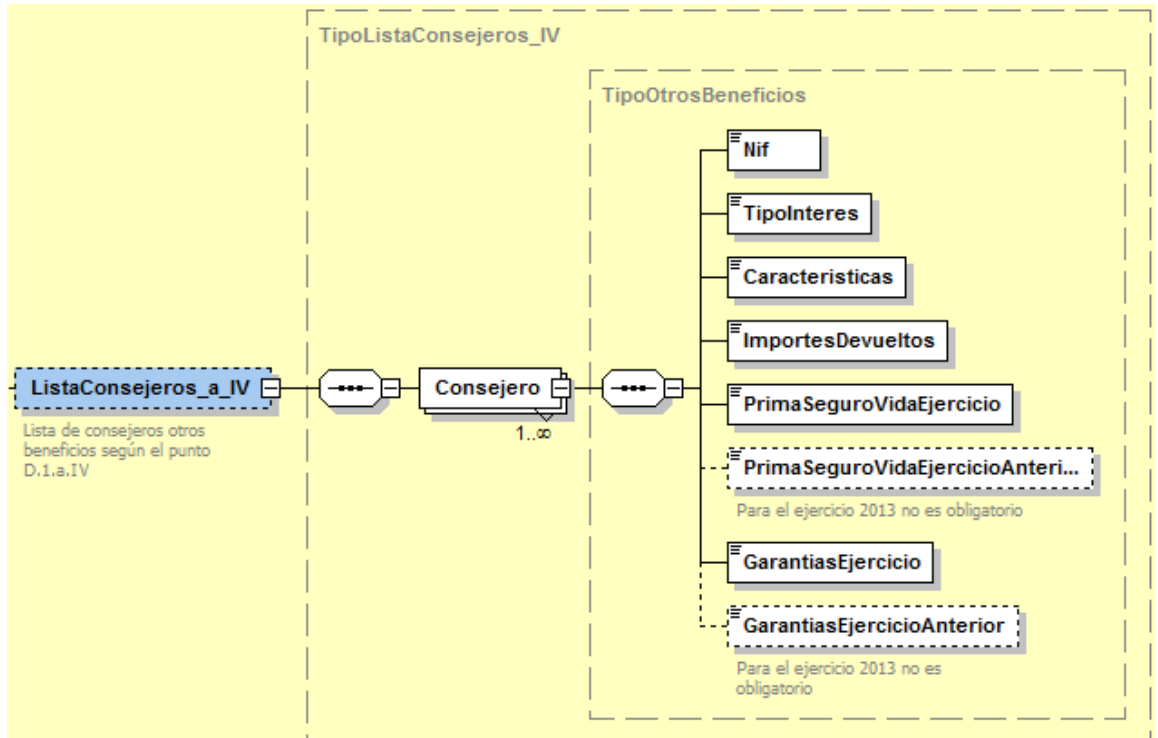 TipoListaConsejeros_IV
TipoOtrosBeneficios
Nif
TipoInteres
Caracteristicas
ImportesDevueltos
ListaConsejeros_a_IV
Consejero
1..∞
PrimaSeguroVidaEjercicio
Lista de consejeros otros
beneficios según el punto
D.1.a.IV
PrimaSeguroVidaEjercicioAnteri...
Para el ejercicio 2013 no es obligatorio
GarantiasEjercicio
GarantiasEjercicioAnterior
Para el ejercicio 2013 no es
obligatorio